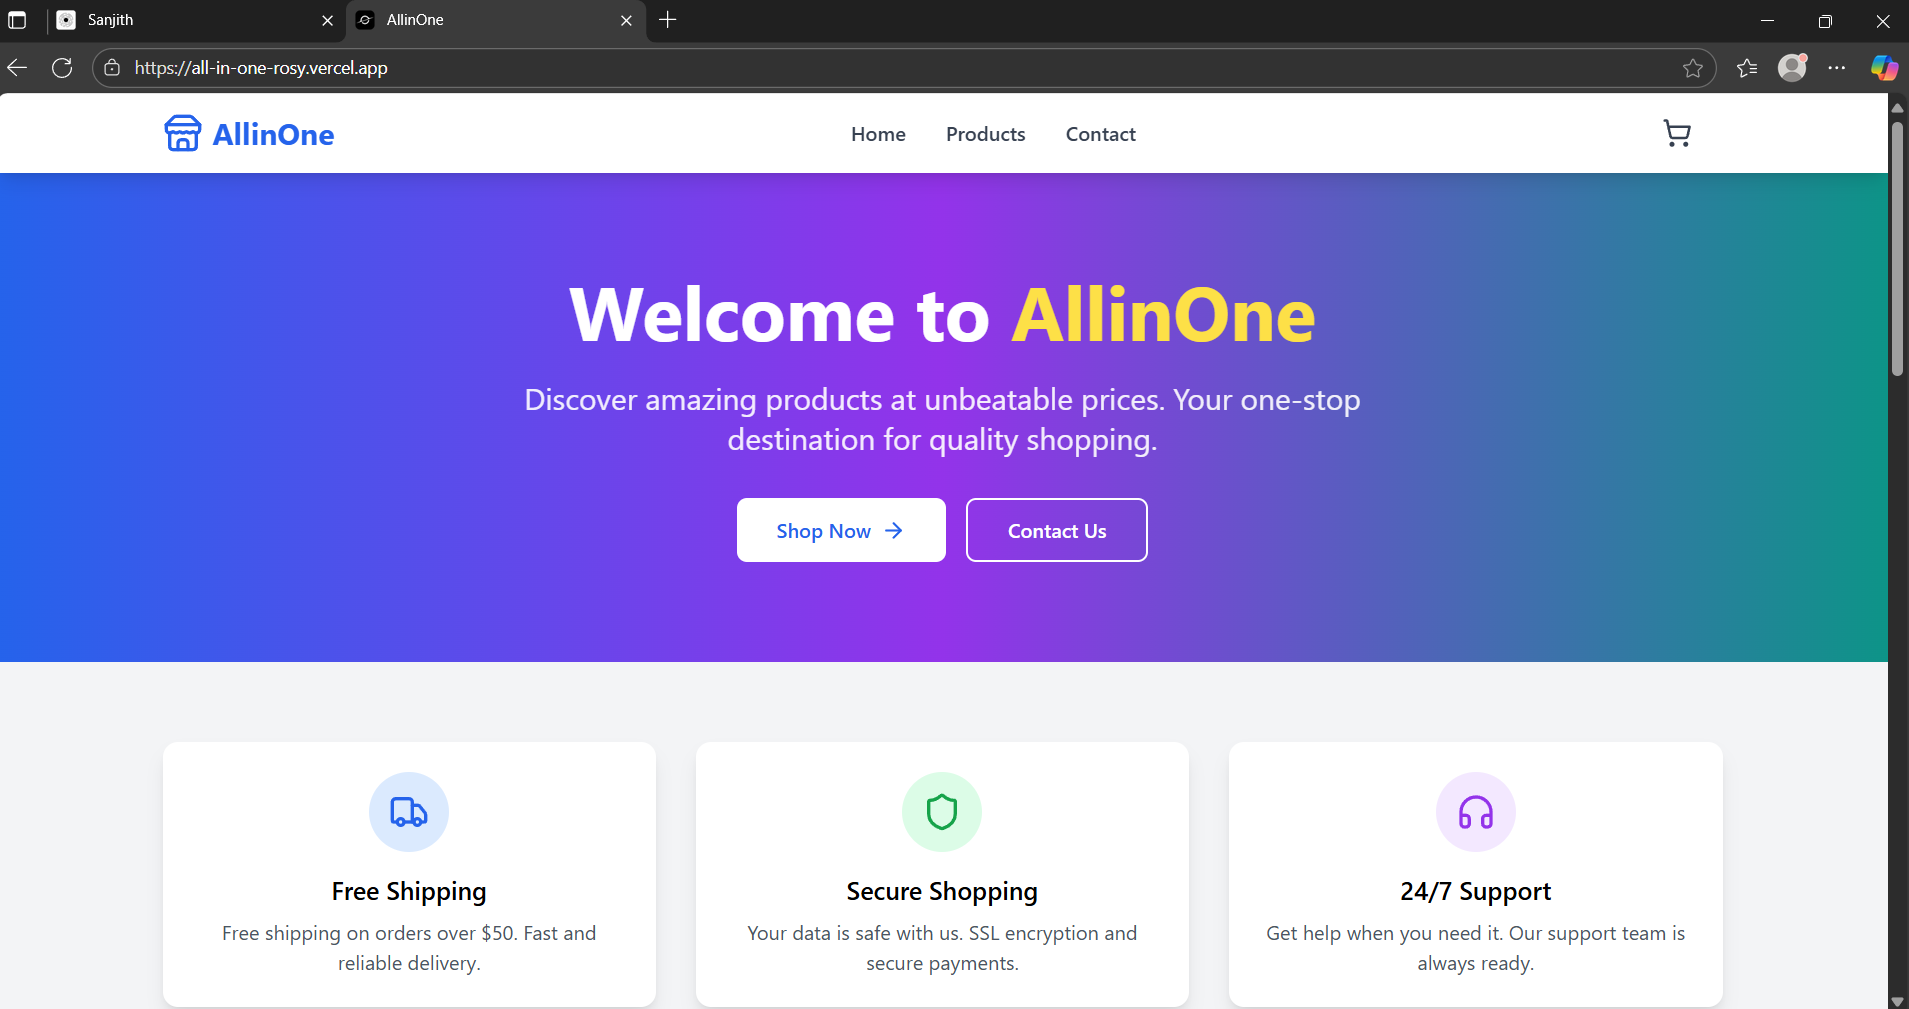 Sanjith
AllinOne
https://all-in-one-rosy.vercel.app
AllinOne
Home
Products
Contact
Welcome to AllinOne
Discover amazing products at unbeatable prices. Your one-stop
destination for quality shopping.
Shop Now
Contact Us
Free Shipping
Free shipping on orders over $50. Fast and
reliable delivery.
Secure Shopping
Your data is safe with us. SSL encryption and
secure payments.
24/7 Support
Get help when you need it. Our support team is
always ready.